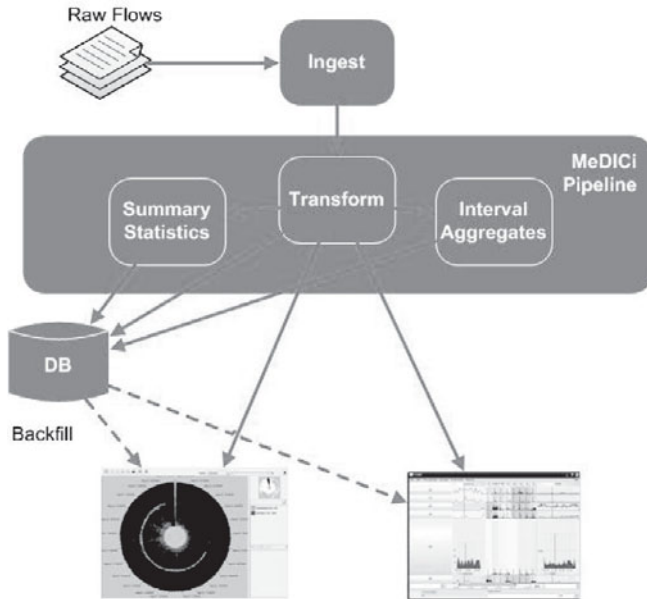 Raw Flows
Ingest
MeDICi
Pipeline
Summary
Statistics
Transform
Interval
Aggregates
DB
Backfill